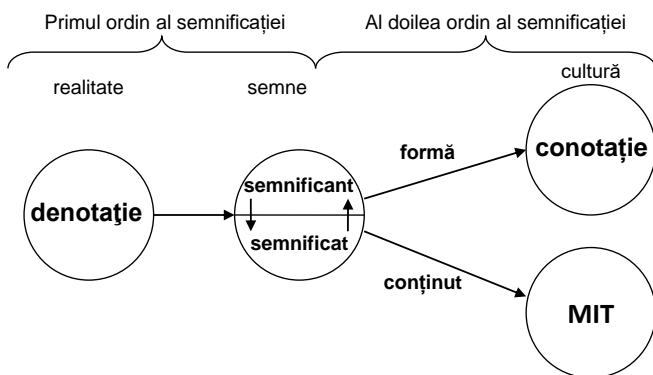 Primul ordin al semnificației
Al doilea ordin al semnificației
realitate
semne
cultură
denotaţie
semnificant
semnificat
formă
conținut
conotație
MIT